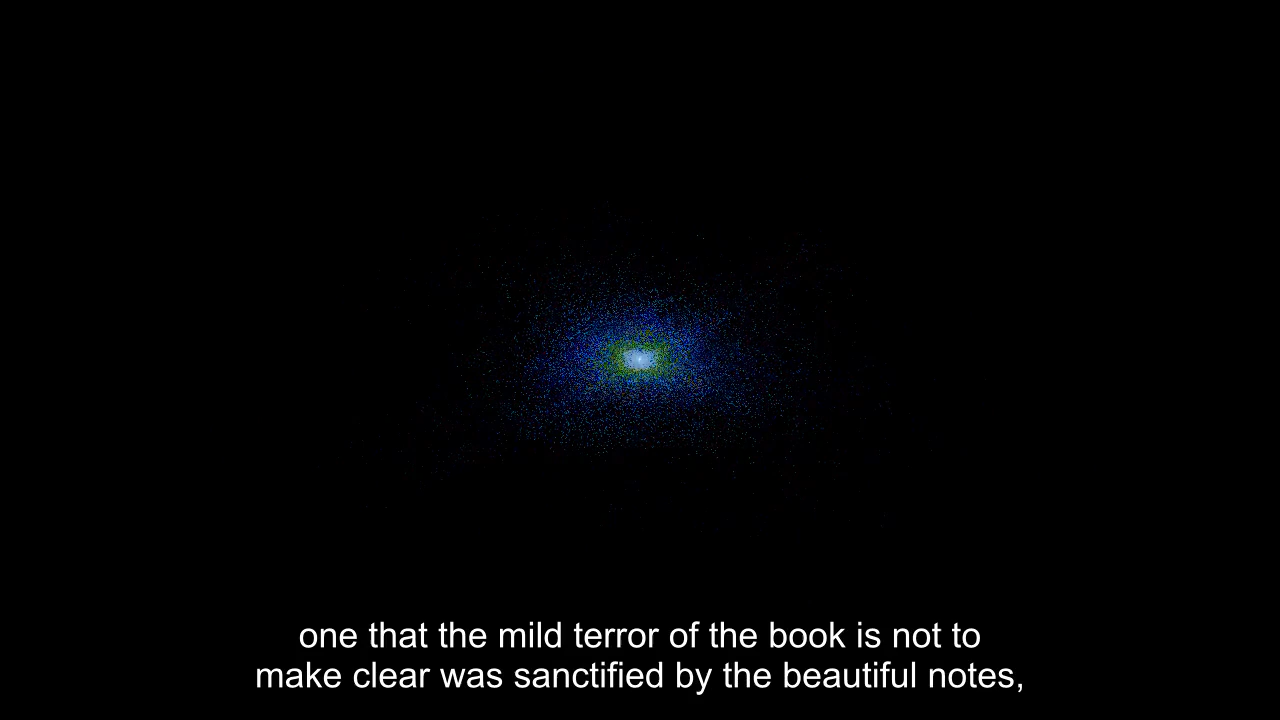 one that the mild terror of the book is not to
make clear was sanctified by the beautiful notes,